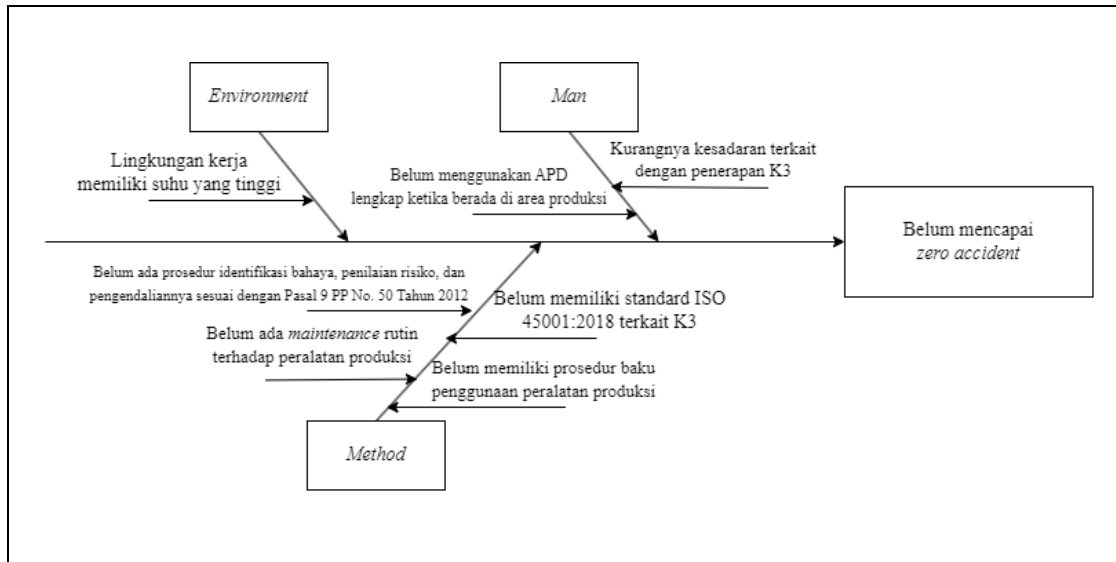 Environment
Man
Lingkungan kerja
memiliki suhu yang tinggi
Belum menggunakan APD
lengkap ketika berada di area produksi
Kurangnya kesadaran terkait
dengan penerapan K3
Belum mencapai
zero accident
Belum ada prosedur identifikasi bahaya, penilaian risiko, dan
pengendaliannya sesuai dengan Pasal 9 PP No. 50 Tahun 2012
Belum memiliki standard ISO
45001:2018 terkait K3
Belum ada maintenance rutin
terhadap peralatan produksi
Belum memiliki prosedur baku
penggunaan peralatan produksi
Method